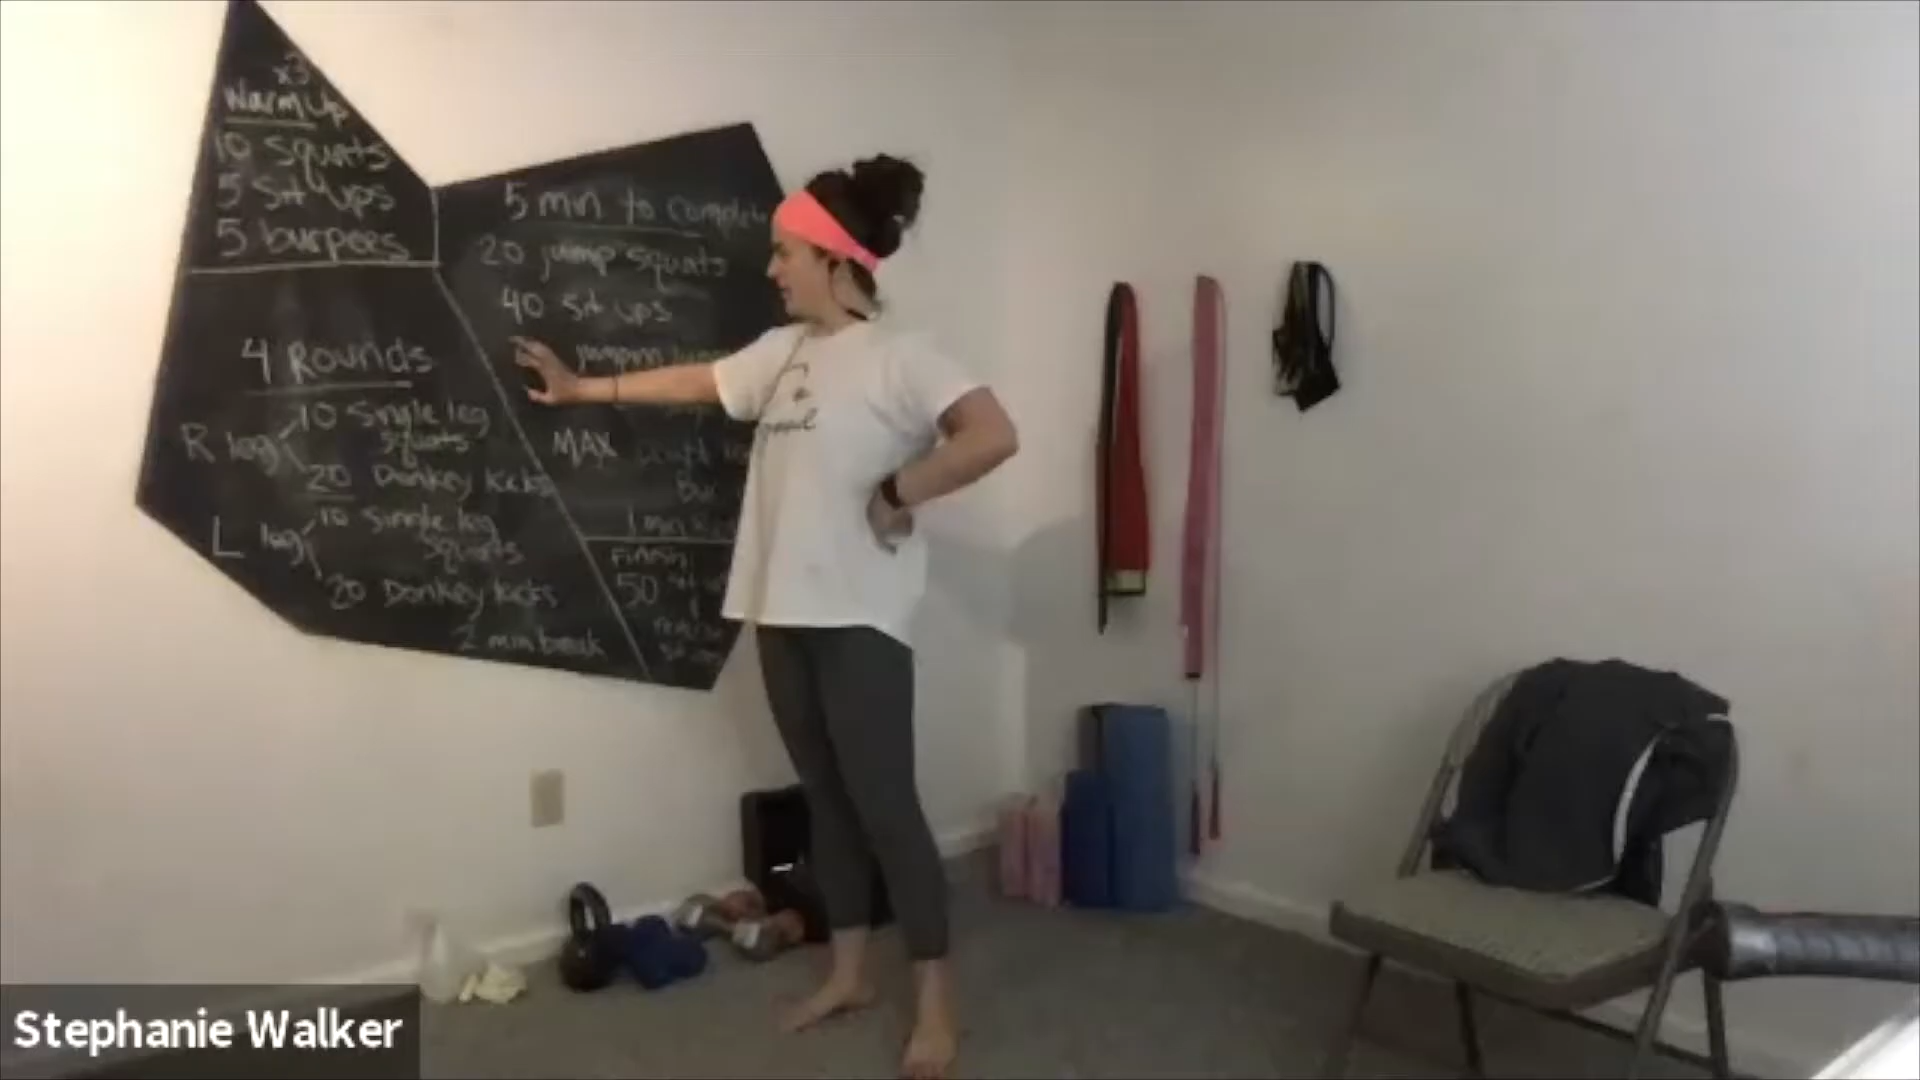 x3
Warm Up
10 squats
5 sit ups
5 burpees
4 Rounds
R leg
10 single leg
squats
20 Donkey kicks
L leg
10 single leg
squats
20 Donkey kicks
2 min break
5 min to complete
20 jump squats
40 sit ups
MAX
1 min
FINISH
50
Stephanie Walker